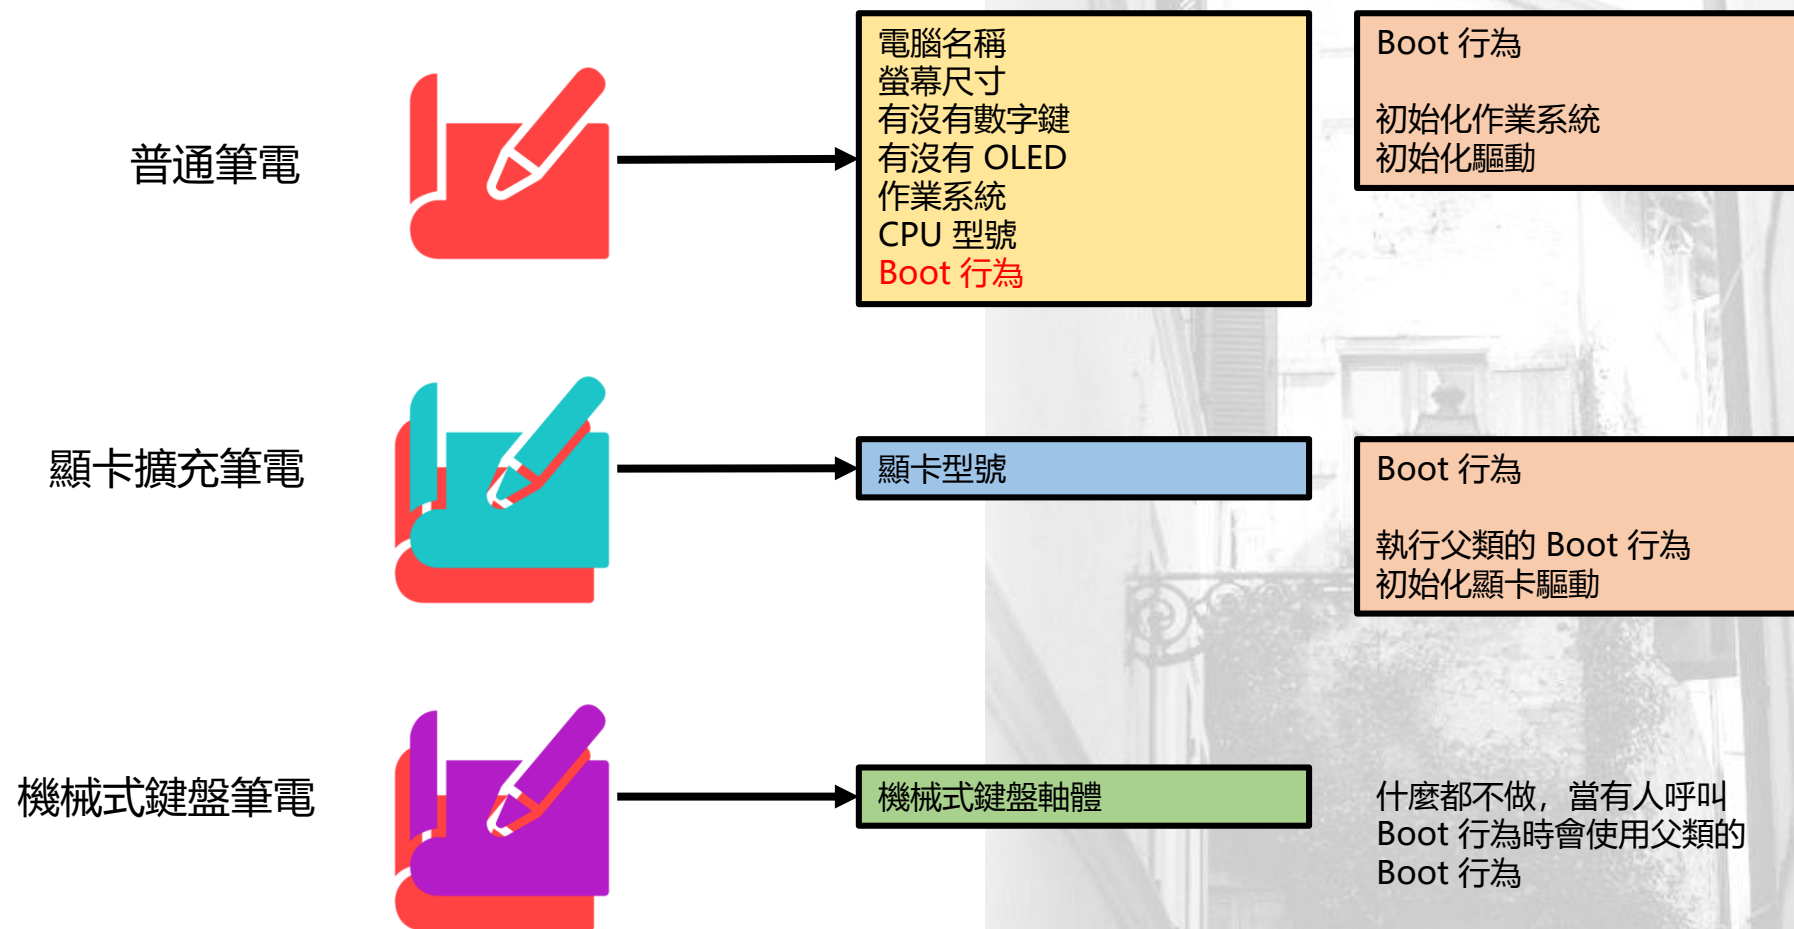 普通筆電
電腦名稱
螢幕尺寸
有沒有數字鍵
有沒有 OLED
作業系統
CPU 型號
Boot 行為
Boot 行為
初始化作業系統
初始化驅動
顯卡擴充筆電
顯卡型號
Boot 行為
執行父類的 Boot 行為
初始化顯卡驅動
機械式鍵盤筆電
機械式鍵盤軸體
什麼都不做，當有人呼叫
Boot 行為時會使用父類的
Boot 行為